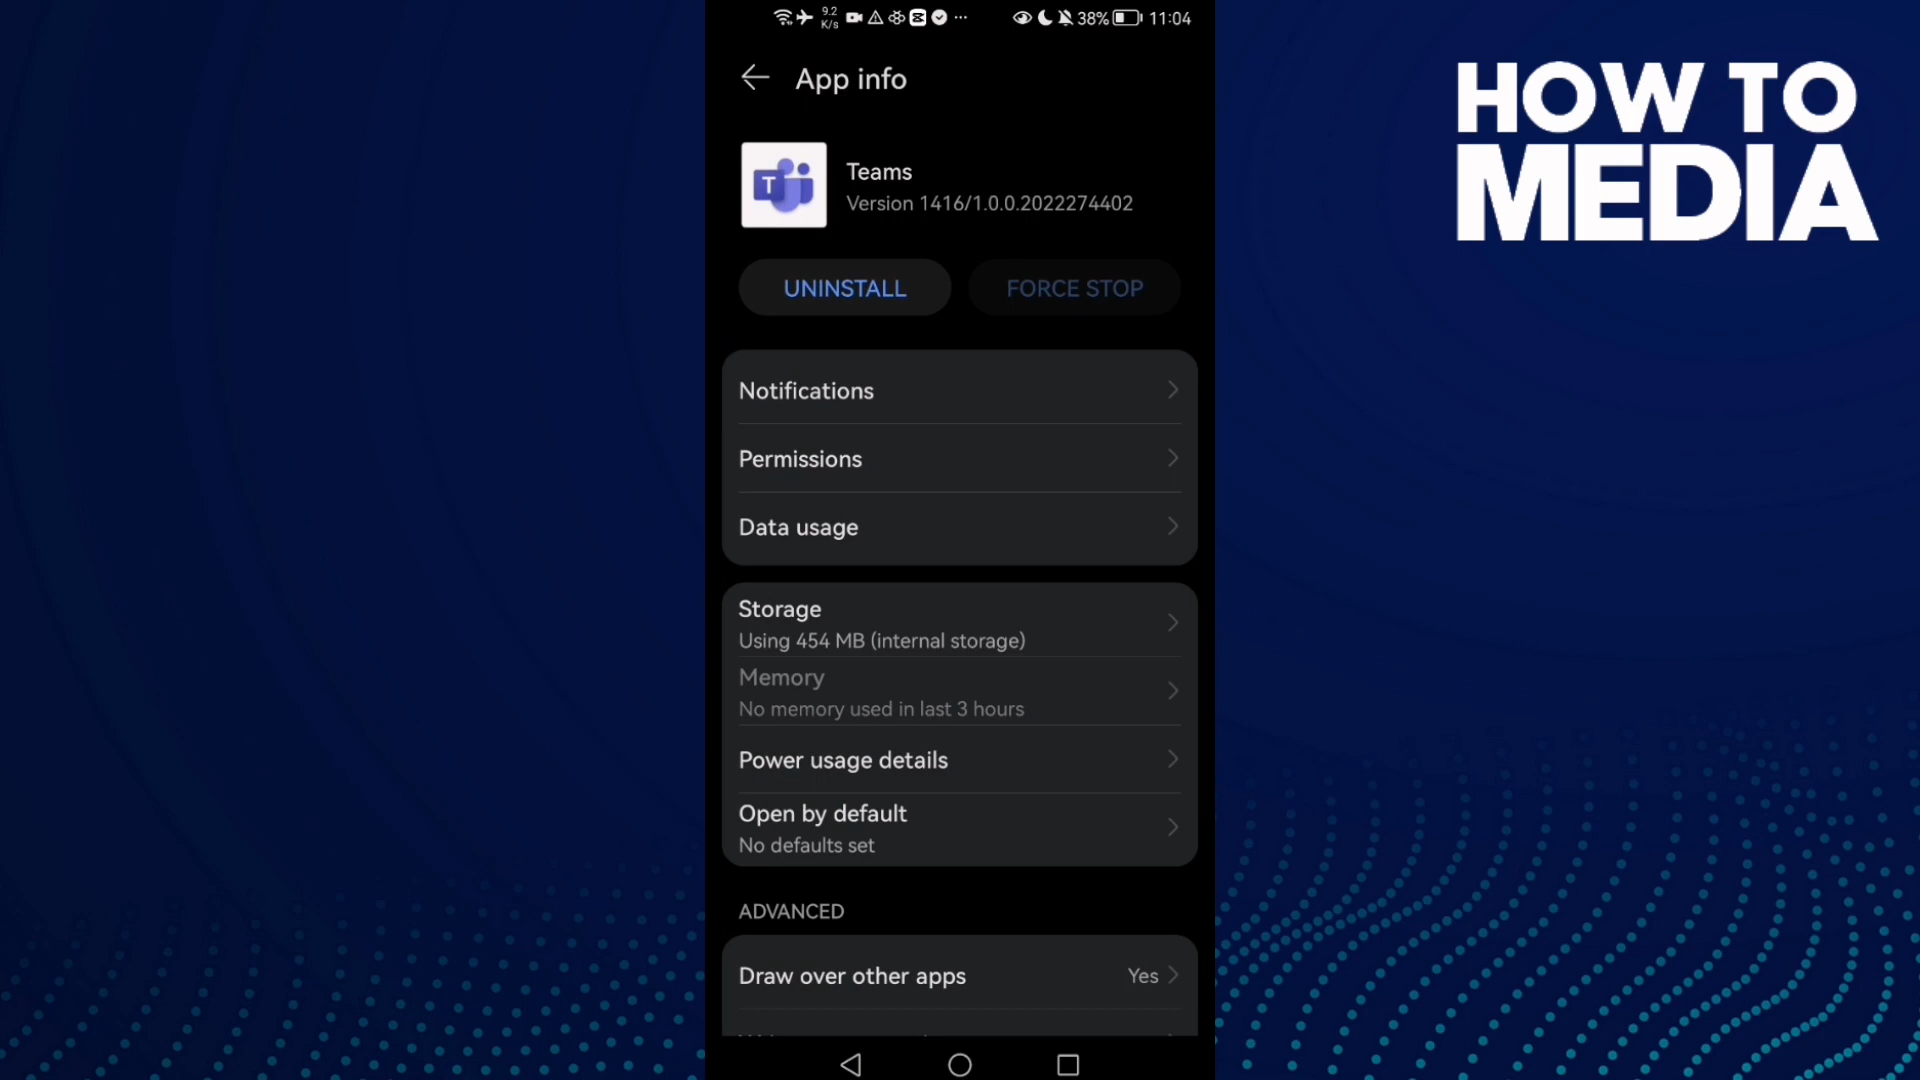 9.2
K/s
38%
11:04
App info
HOW TO
MEDIA
T
Teams
Version 1416/1.0.0.2022274402
UNINSTALL
FORCE STOP
Notifications
Permissions
Data usage
Storage
Using 454 MB (internal storage)
Memory
No memory used in last 3 hours
Power usage details
Open by default
No defaults set
ADVANCED
Draw over other apps
Yes